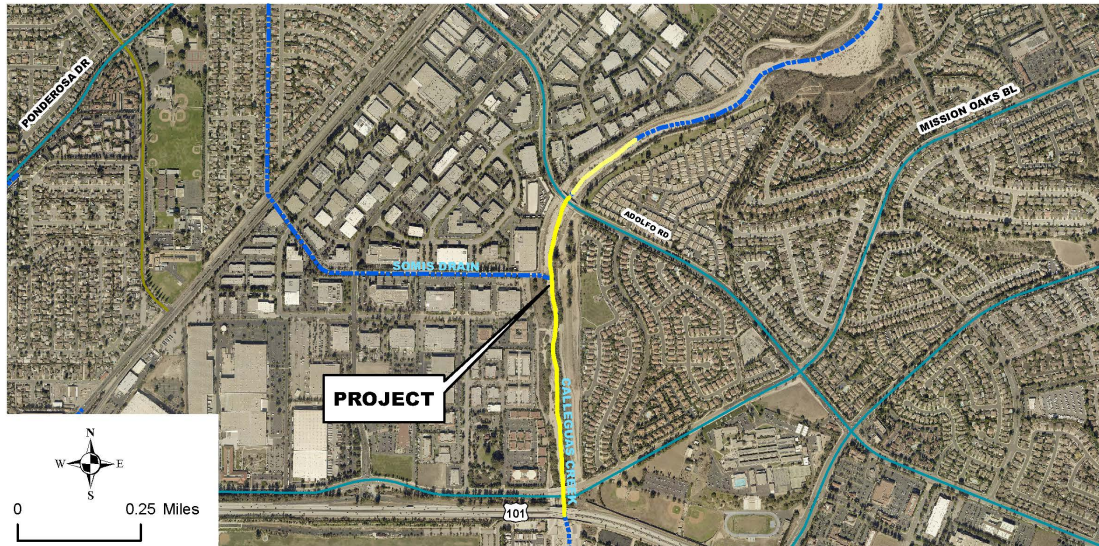 PONDEROSA DR
MISSION OAKS BL
ADOLFO RD
SOMIS DRAIN
PROJECT
CALLEGUAS CREEK
N
W
E
S
0
0.25 Miles
101